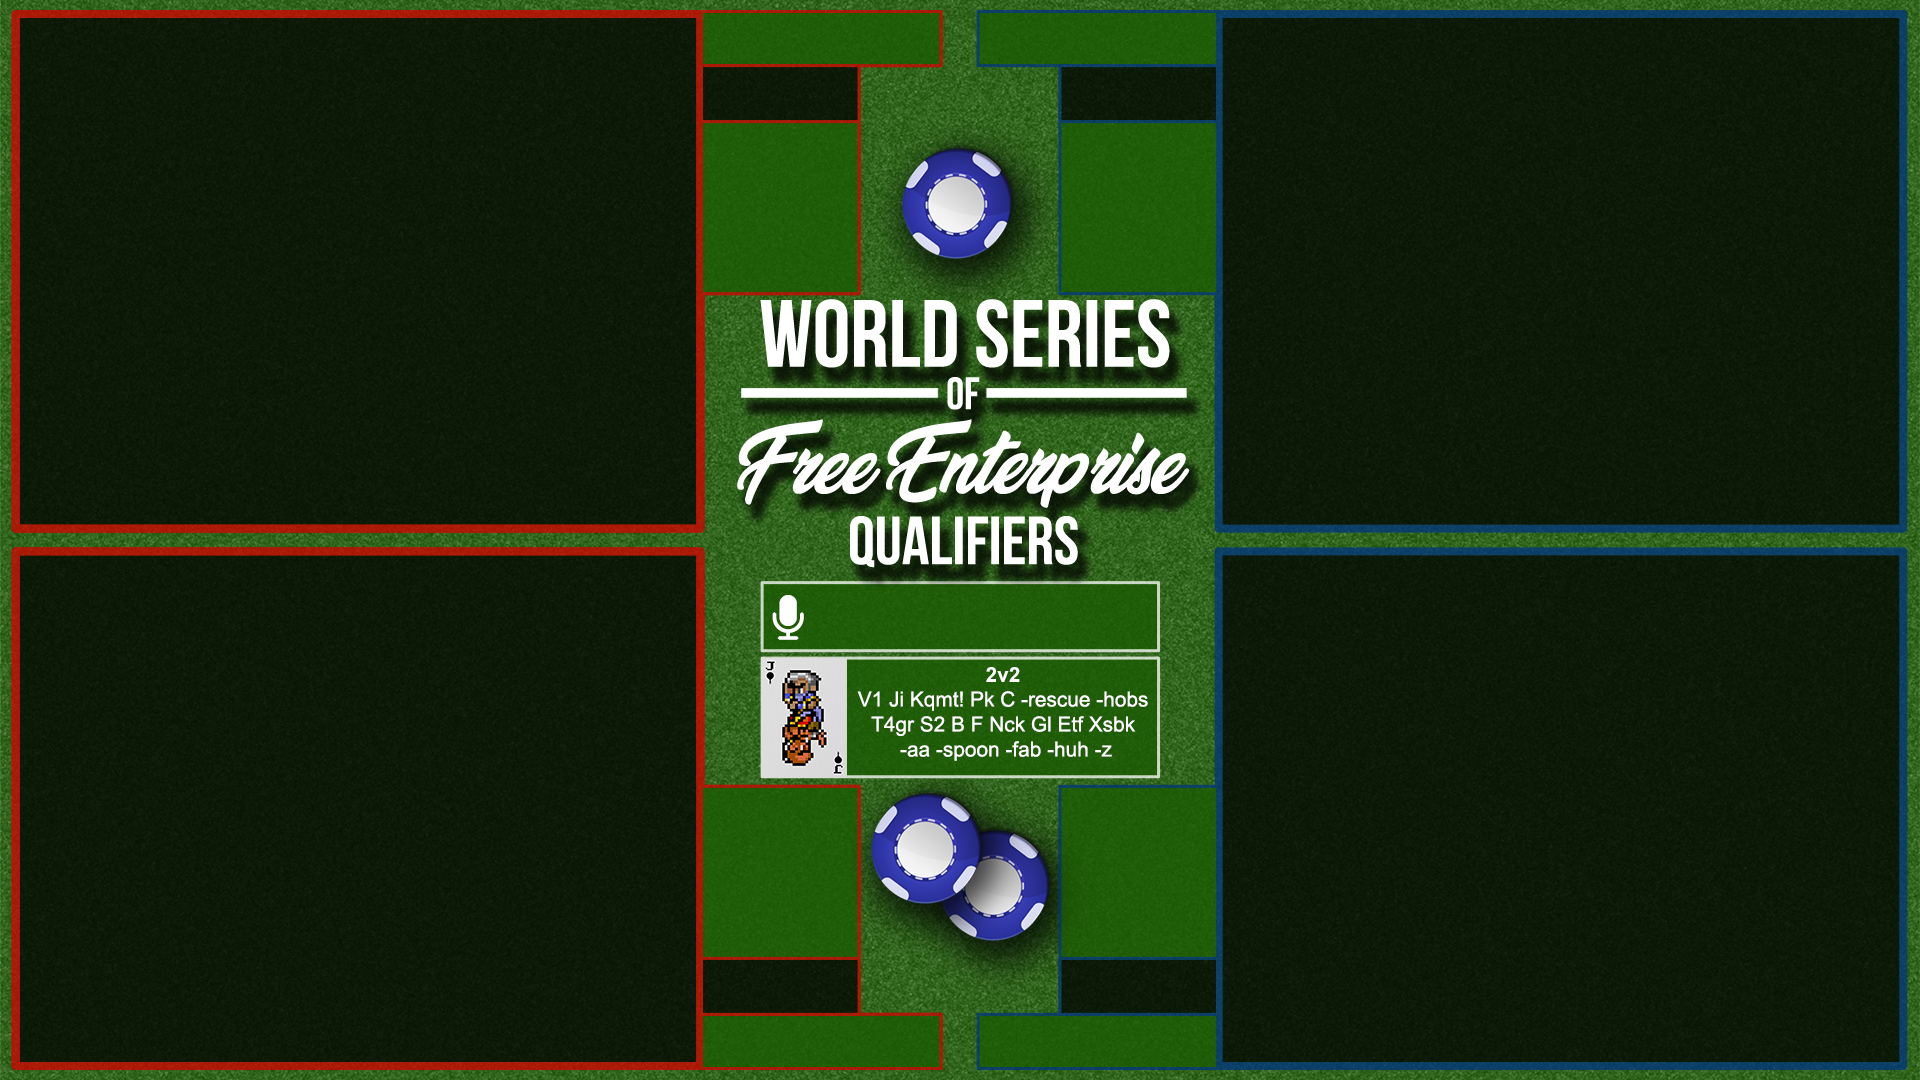 WORLD SERIES
OF
Free Enterprise
QUALIFIERS
J
2v2
V1 Ji Kqmt! Pk C -rescue -hobs
T4gr S2 B F Nck Gl Etf Xsbk
-aa -spoon -fab -huh -z
J